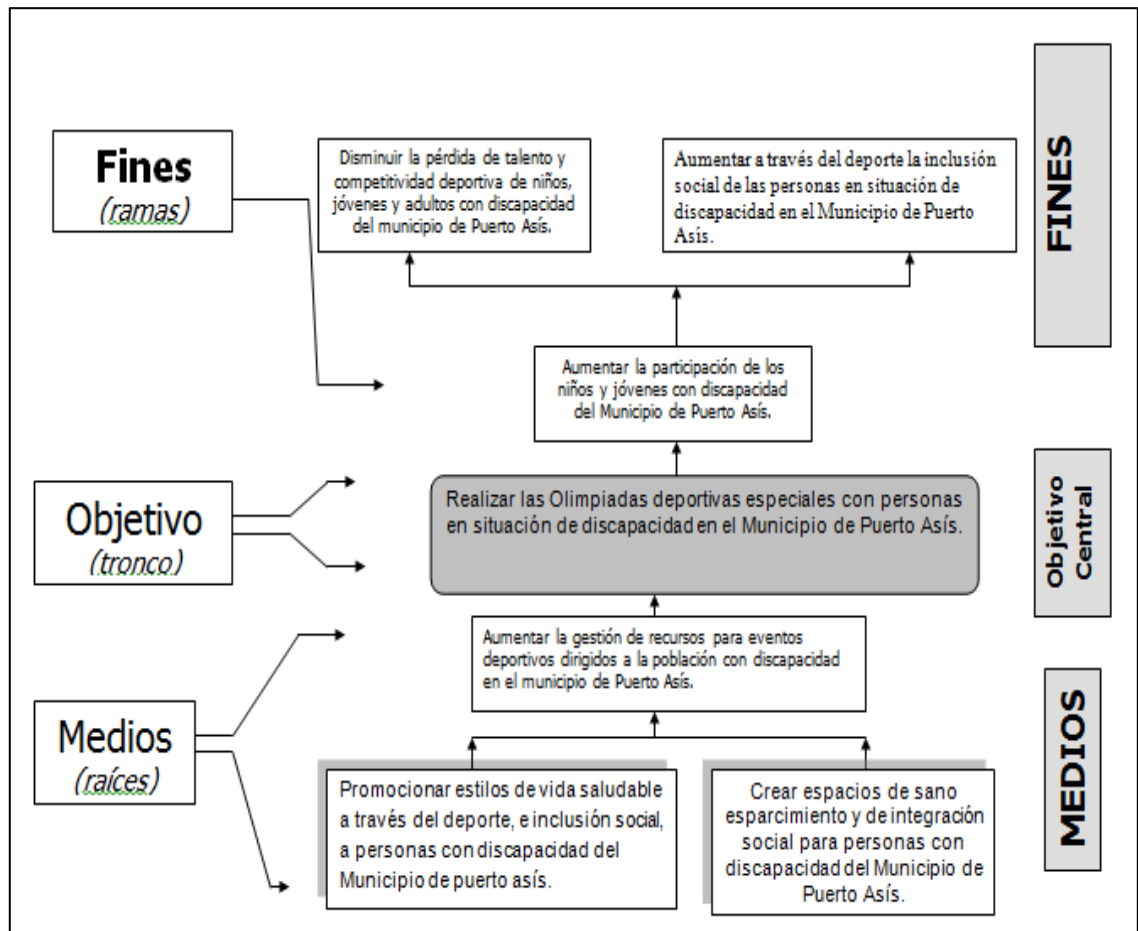 Fines
(ramas)
Disminuir la pérdida de talento y
competitividad deportiva de niños,
jóvenes y adultos con discapacidad
del municipio de Puerto Asís.
Aumentar a través del deporte la inclusión
social de las personas en situación de
discapacidad en el Municipio de Puerto
Asís.
FINES
Aumentar la participación de los
niños y jóvenes con discapacidad
del Municipio de Puerto Asís.
Objetivo
(tronco)
Realizar las Olimpiadas deportivas especiales con personas
en situación de discapacidad en el Municipio de Puerto Asís.
Objetivo
Central
Aumentar la gestión de recursos para eventos
deportivos dirigidos a la población con discapacidad
en el municipio de Puerto Asís.
Medios
(raíces)
Promocionar estilos de vida saludable
a través del deporte, e inclusión social,
a personas con discapacidad del
Municipio de puerto asís.
Crear espacios de sano
esparcimiento y de integración
social para personas con
discapacidad del Municipio de
Puerto Asís.
MEDIOS